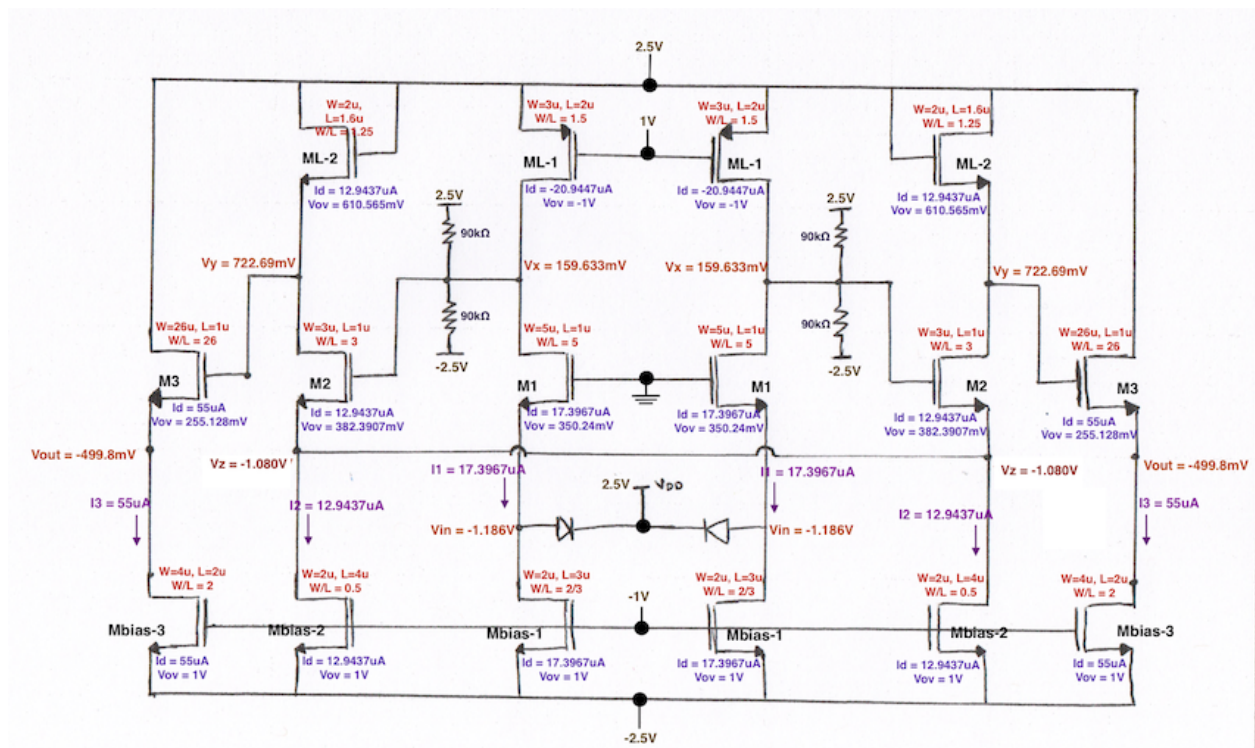 2.5V
W=2u,
L=1.6u
W/L = 1.25
ML-2
Id = 12.9437uA
Vov = 610.565mV
W=3u, L=2u
W/L = 1.5
ML-1
Id = -20.9447uA
Vov = -1V
1V
W=3u, L=2u
W/L = 1.5
ML-1
Id = -20.9447uA
Vov = -1V
W=2u, L=1.6u
W/L = 1.25
ML-2
Id = 12.9437uA
Vov = 610.565mV
2.5V
90kΩ
90kΩ
-2.5V
2.5V
90kΩ
90kΩ
-2.5V
Vy = 722.69mV
Vx = 159.633mV
Vx = 159.633mV
Vy = 722.69mV
W=26u, L=1u
W/L = 26
M3
Id = 55uA
Vov = 255.128mV
W=3u, L=1u
W/L = 3
M2
Id = 12.9437uA
Vov = 382.3907mV
W=5u, L=1u
W/L = 5
M1
Id = 17.3967uA
Vov = 350.24mV
W=5u, L=1u
W/L = 5
M1
Id = 17.3967uA
Vov = 350.24mV
W=3u, L=1u
W/L = 3
M2
Id = 12.9437uA
Vov = 382.3907mV
W=26u, L=1u
W/L = 26
M3
Id = 55uA
Vov = 255.128mV
Vout = -499.8mV
Vz = -1.080V
I1 = 17.3967uA
I1 = 17.3967uA
Vz = -1.080V
Vout = -499.8mV
I3 = 55uA
I2 = 12.9437uA
2.5V
VDD
I2 = 12.9437uA
I3 = 55uA
Vin = -1.186V
Vin = -1.186V
W=4u, L=2u
W/L = 2
Mbias-3
Id = 55uA
Vov = 1V
W=2u, L=4u
W/L = 0.5
Mbias-2
Id = 12.9437uA
Vov = 1V
W=2u, L=3u
W/L = 2/3
Mbias-1
Id = 17.3967uA
Vov = 1V
-1V
W=2u, L=3u
W/L = 2/3
Mbias-1
Id = 17.3967uA
Vov = 1V
W=2u, L=4u
W/L = 0.5
Mbias-2
Id = 12.9437uA
Vov = 1V
W=4u, L=2u
W/L = 2
Mbias-3
Id = 55uA
Vov = 1V
-2.5V